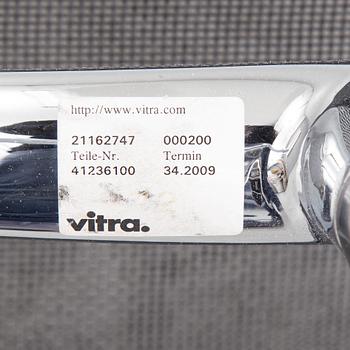 http://www.vitra.com
21162747 000200
Teile-Nr. Termin
41236100 34.2009
vitra.